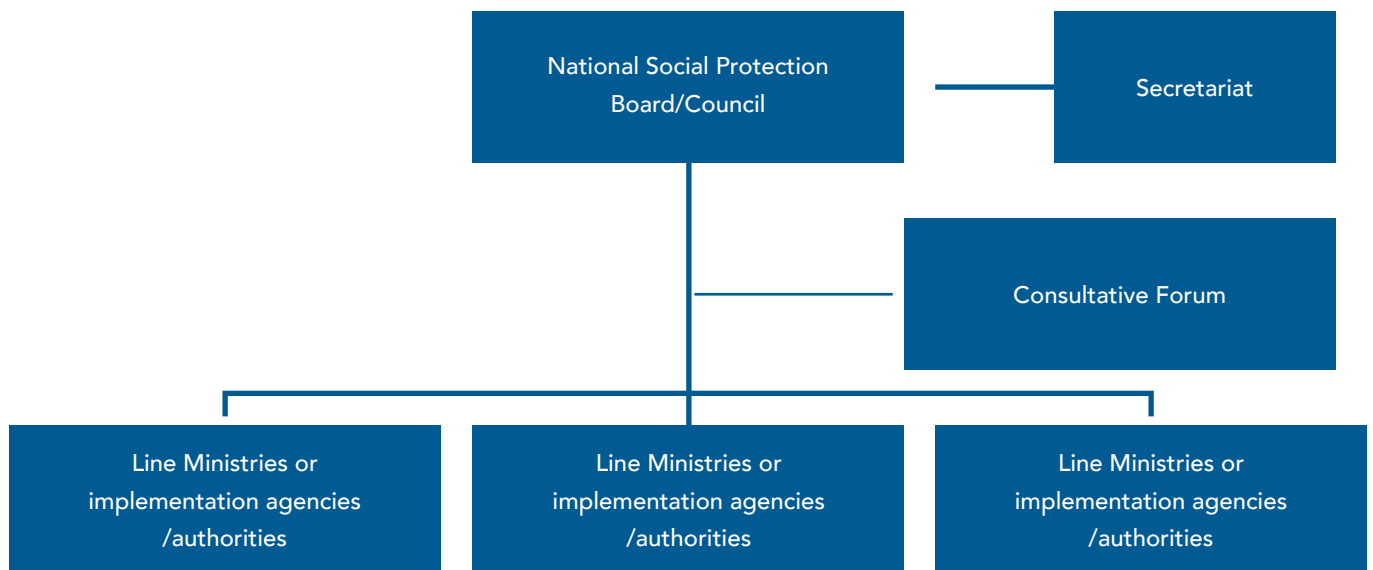 National Social Protection
Board/Council
Secretariat
Consultative Forum
Line Ministries or
implementation agencies
/authorities
Line Ministries or
implementation agencies
/authorities
Line Ministries or
implementation agencies
/authorities